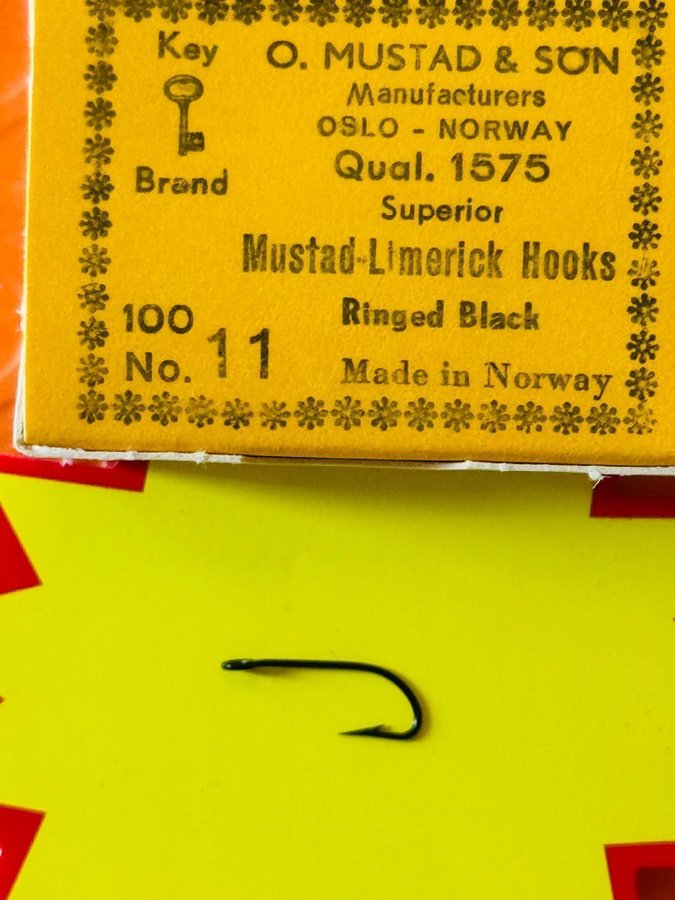 Key
Brand
O. MUSTAD & SON
Manufacturers
OSLO - NORWAY
Qual. 1575
Superior
Mustad-Limerick Hooks
100
No. 11
Ringed Black
Made in Norway